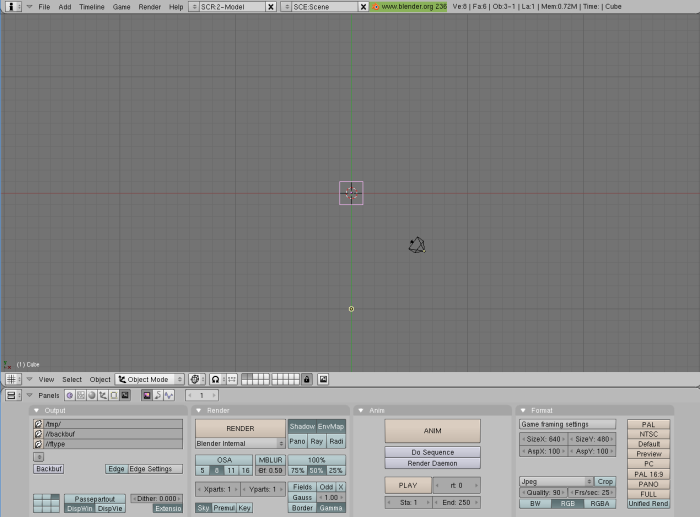 File Add Timeline Game Render Help SCR:2-Model X SCE:Scene X www.blender.org 236 Ve:8 | Fa:6 | Ob:3-1 | La:1 | Mem:0.72M | Time: | Cube
(1) Cube
View Select Object Object Mode
Panels 1
Output Render Anim Format
/tmp/
//backbuf
//ftype
Backbuf Edge Edge Settings
Passepartout Dither: 0.000
DispWin DispVie Extensio
RENDER
Blender Internal
Shadow EnvMap
Pano Ray Radi
OSA MBLUR 100%
5 8 11 16 Bf: 0.50 75% 50% 25%
Xparts: 1 Yparts: 1
Fields Odd X
Gauss 1.00
Sky Premul Key Border Gamma
ANIM
Do Sequence
Render Daemon
PLAY rt: 0
Sta: 1 End: 250
Game framing settings
SizeX: 640 SizeY: 480
AspX: 100 AspY: 100
Jpeg Crop
Quality: 90 Frs/sec: 25
BW RGB RGBA
PAL
NTSC
Default
Preview
PC
PAL 16:9
PANO
FULL
Unified Rend